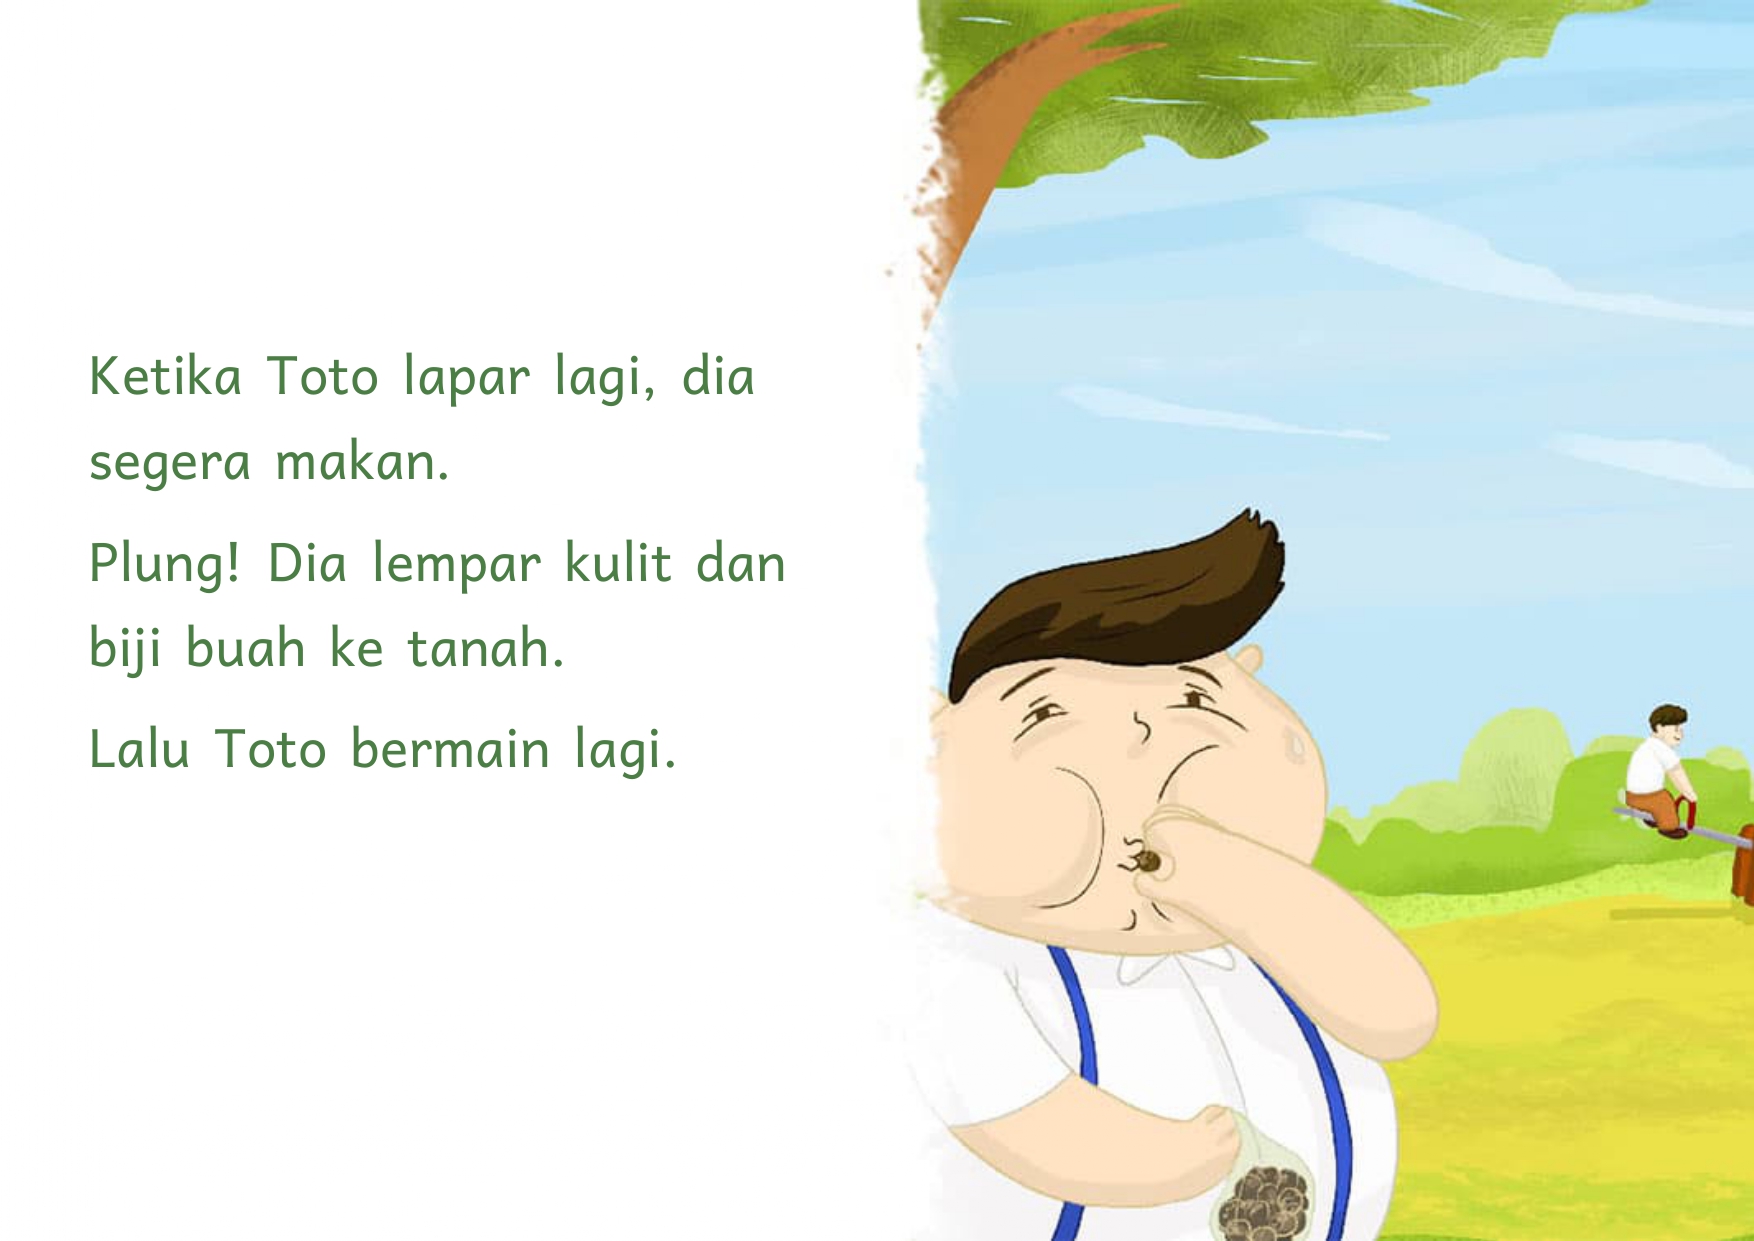 Ketika Toto lapar lagi, dia
segera makan.
Plung! Dia lempar kulit dan
biji buah ke tanah.
Lalu Toto bermain lagi.